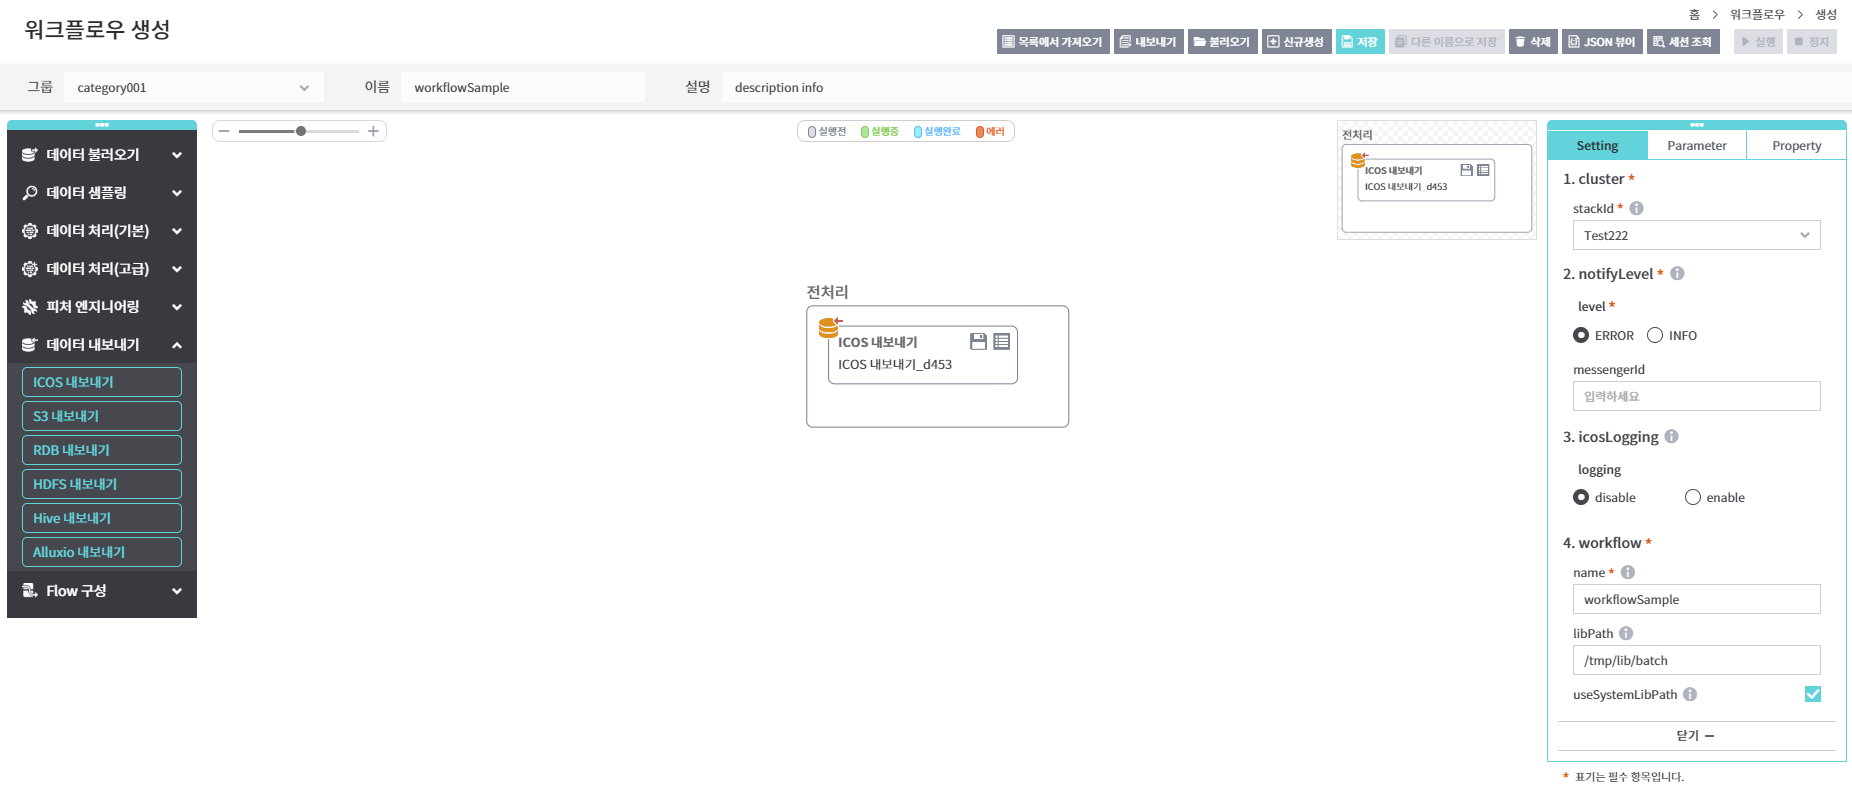 워크플로우 생성
홈 > 워크플로우 > 생성
목록에서 가져오기 내보내기 불러오기 신규생성 저장 다른 이름으로 저장 삭제 JSON 뷰어 세션 조회 실행 정지
그룹 category001 이름 workflowSample 설명 description info
데이터 불러오기
데이터 샘플링
데이터 처리(기본)
데이터 처리(고급)
피처 엔지니어링
데이터 내보내기
ICOS 내보내기
S3 내보내기
RDB 내보내기
HDFS 내보내기
Hive 내보내기
Alluxio 내보내기
Flow 구성
실행전 실행중 실행완료 에러
전처리
ICOS 내보내기
ICOS 내보내기_d453
전처리
ICOS 내보내기
ICOS 내보내기_d453
Setting Parameter Property
1. cluster *
stackId *
Test222
2. notifyLevel *
level *
ERROR INFO
messengerId
입력하세요
3. icosLogging
logging
disable enable
4. workflow *
name *
workflowSample
libPath
/tmp/lib/batch
useSystemLibPath
닫기 −
* 표기는 필수 항목입니다.